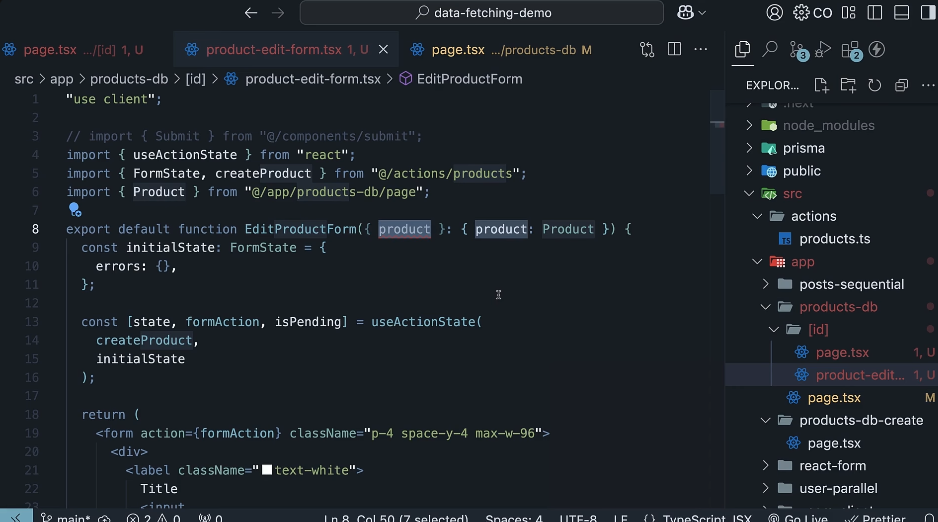 data-fetching-demo
CO
page.tsx .../[id] 1, U
product-edit-form.tsx 1, U
page.tsx .../products-db M
3
2
src > app > products-db > [id] > product-edit-form.tsx > EditProductForm
1 "use client";
2
3 // import { Submit } from "@/components/submit";
4 import { useActionState } from "react";
5 import { FormState, createProduct } from "@/actions/products";
6 import { Product } from "@/app/products-db/page";
7
8 export default function EditProductForm({ product }: { product: Product }) {
9 const initialState: FormState = {
10 errors: {},
11 };
12
13 const [state, formAction, isPending] = useActionState(
14 createProduct,
15 initialState
16 );
17
18 return (
19 <form action={formAction} className="p-4 space-y-4 max-w-96">
20 <div>
21 <label className="text-white">
22 Title
23 <input
EXPLOR... ...
.next
node_modules
prisma
public
src
actions
products.ts
app
posts-sequential
products-db
[id]
page.tsx 1, U
product-edit... 1, U
page.tsx M
products-db-create
page.tsx
react-form
user-parallel
main* 2 0 0 Ln 8, Col 50 (7 selected) Spaces: 4 UTF-8 LF {} TypeScript JSX Go Live Prettier